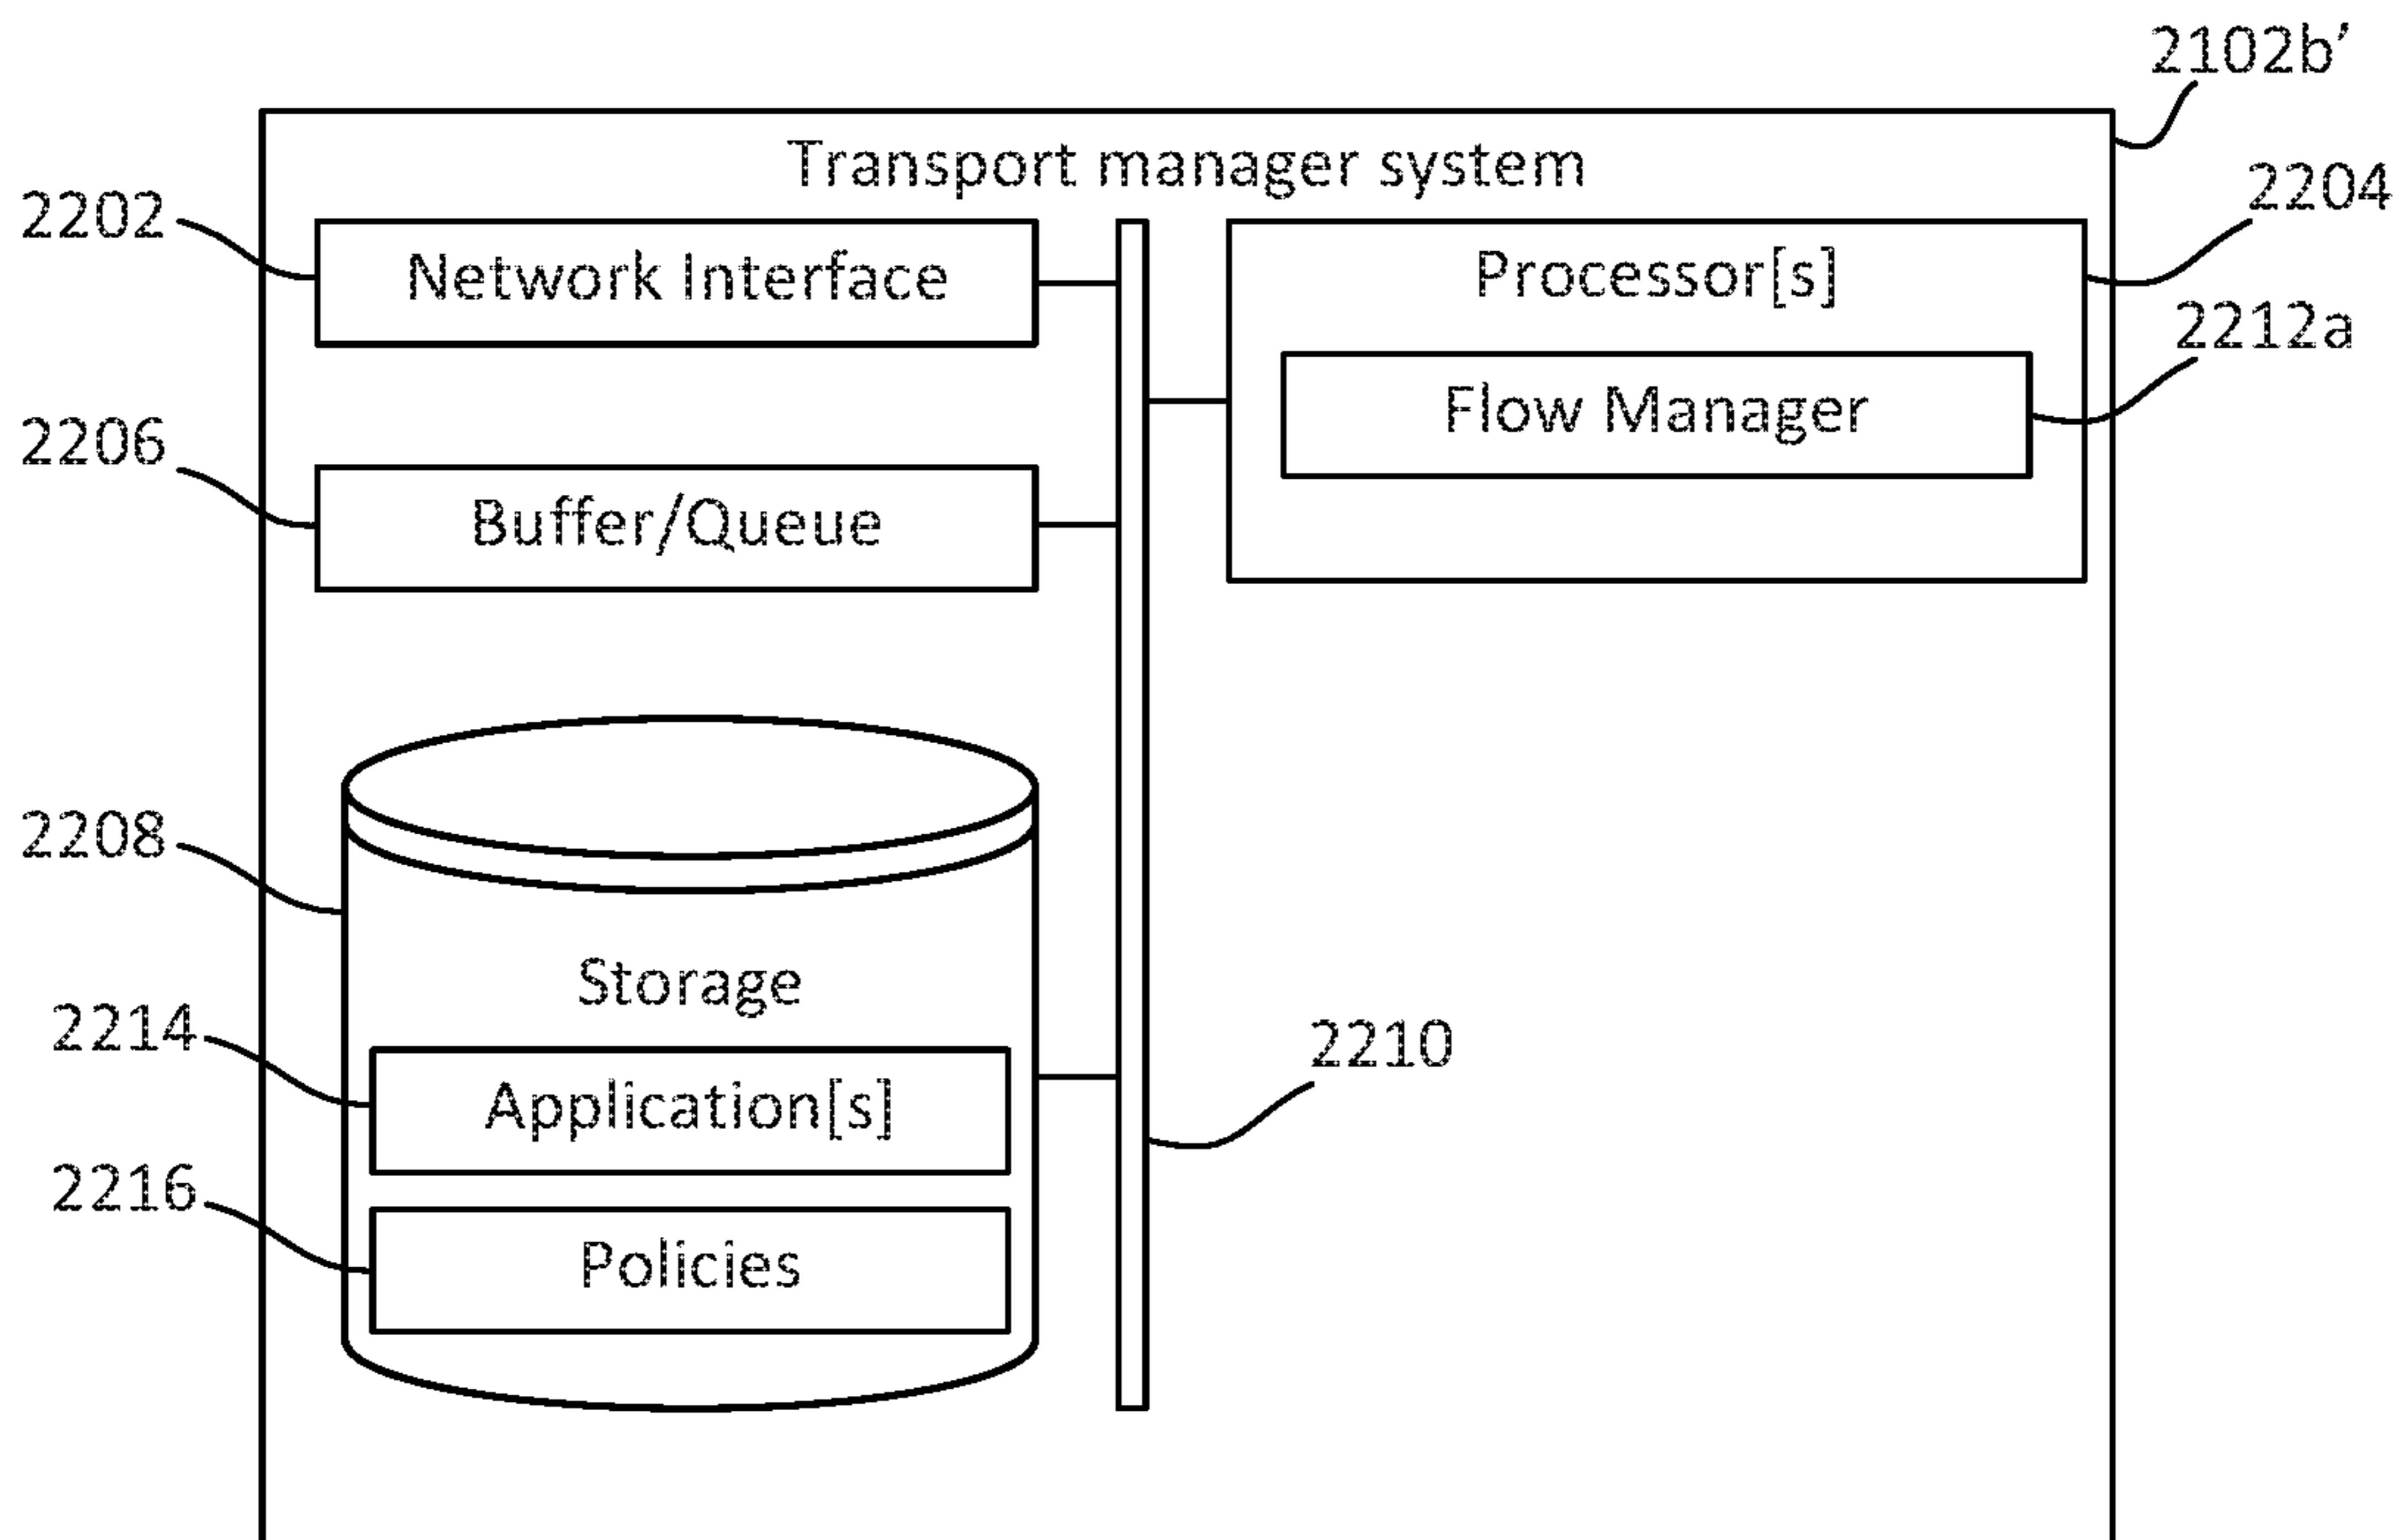 2102b’
Transport manager system
2204
2202
Network Interface
Processor[s]
2212a
Flow Manager
2206
Buffer/Queue
2208
Storage
2214
2210
Application[s]
2216
Policies